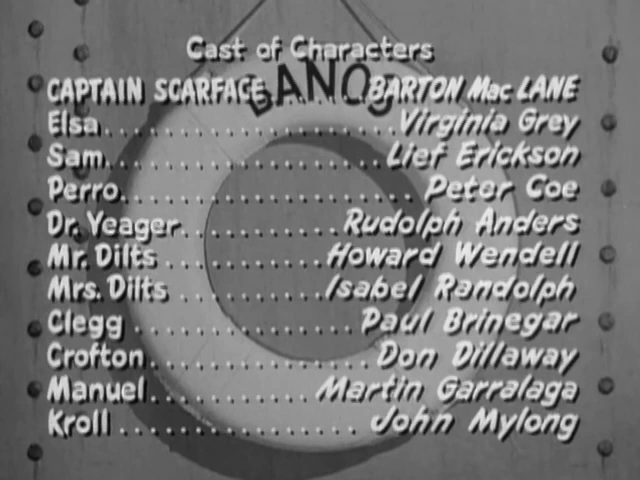 Cast of Characters
BANOS
CAPTAIN SCARFACE ...... BARTON Mac LANE
Elsa.....................Virginia Grey
Sam....................Lief Erickson
Perro...................... Peter Coe
Dr. Yeager............Rudolph Anders
Mr. Dilts ............Howard Wendell
Mrs. Dilts ...........Isabel Randolph
Clegg ................Paul Brinegar
Crofton................Don Dillaway
Manuel............Martin Garralaga
Kroll .................John Mylong